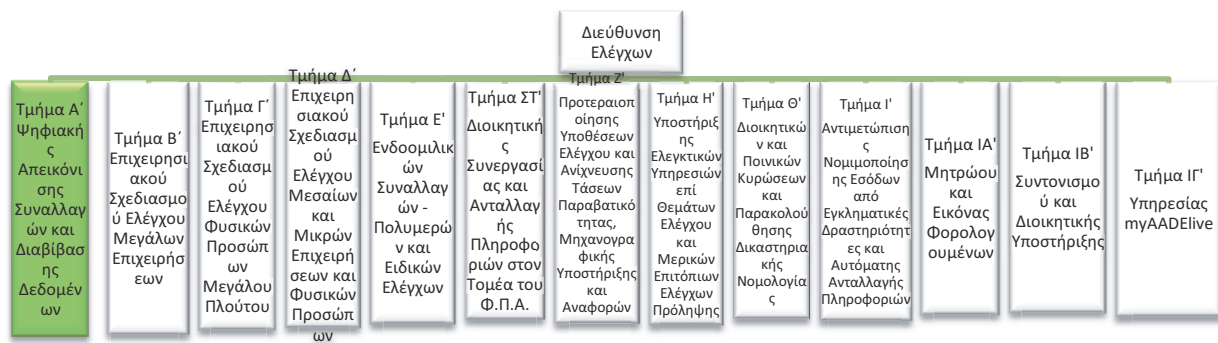 Διεύθυνση
Ελέγχων
Τμήμα Α΄
Ψηφιακή
ς
Απεικόνι
σης
Συναλλαγ
ών και
Διαβίβασ
ης
Δεδομέν
ων
Τμήμα Β΄
Επιχειρησι
ακού
Σχεδιασμ
ού Ελέγχου
Μεγάλων
Επιχειρήσ
εων
Τμήμα Γ΄
Επιχειρησ
ιακού
Σχεδιασμ
ού
Ελέγχου
Φυσικών
Προσώπ
ων
Μεγάλου
Πλούτου
Τμήμα Δ΄
Επιχειρη
σιακού
Σχεδιασμ
ού
Ελέγχου
Μεσαίων
και
Μικρών
Επιχειρή
σεων και
Φυσικών
Προσώπ
ων
Τμήμα Ε'
Ενδοομιλικ
ών
Συναλλαγ
ών -
Πολυμερώ
ν και
Ειδικών
Ελέγχων
Τμήμα ΣΤ'
Διοικητική
ς
Συνεργασί
ας και
Ανταλλαγ
ής
Πληροφο
ριών στον
Τομέα του
Φ.Π.Α.
Τμήμα Ζ'
Προτεραιοπ
οίησης
Υποθέσεων
Ελέγχου και
Ανίχνευσης
Τάσεων
Παραβατικό
τητας,
Μηχανογρα
φικής
Υποστήριξης
και
Αναφορών
Τμήμα Η'
Υποστήριξ
ης
Ελεγκτικών
Υπηρεσιών
επί
Θεμάτων
Ελέγχου
και
Μερικών
Επιτόπιων
Ελέγχων
Πρόληψης
Τμήμα Θ'
Διοικητικώ
ν και
Ποινικών
Κυρώσεων
και
Παρακολού
θησης
Δικαστηρια
κής
Νομολογία
ς
Τμήμα Ι'
Αντιμετώπιση
ς
Νομιμοποίησ
ης Εσόδων
από
Εγκληματικές
Δραστηριότητ
ες και
Αυτόματης
Ανταλλαγής
Πληροφοριών
Τμήμα ΙΑ'
Μητρώου
και
Εικόνας
Φορολογ
ουμένων
Τμήμα ΙΒ'
Συντονισμο
ύ και
Διοικητικής
Υποστήριξης
Τμήμα ΙΓ'
Υπηρεσίας
myAADElive